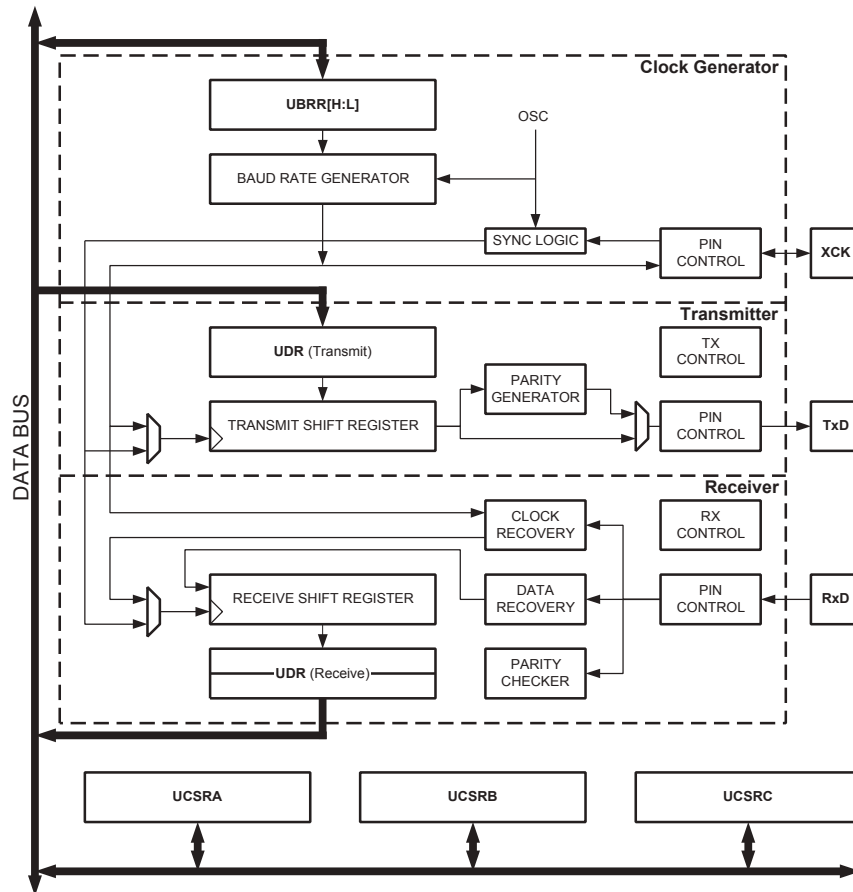 Clock Generator
UBRR[H:L]
OSC
BAUD RATE GENERATOR
SYNC LOGIC
PIN
CONTROL
XCK
Transmitter
UDR (Transmit)
TX
CONTROL
PARITY
GENERATOR
TRANSMIT SHIFT REGISTER
PIN
CONTROL
TxD
DATA BUS
Receiver
CLOCK
RECOVERY
RX
CONTROL
RECEIVE SHIFT REGISTER
DATA
RECOVERY
PIN
CONTROL
RxD
UDR (Receive)
PARITY
CHECKER
UCSRA
UCSRB
UCSRC